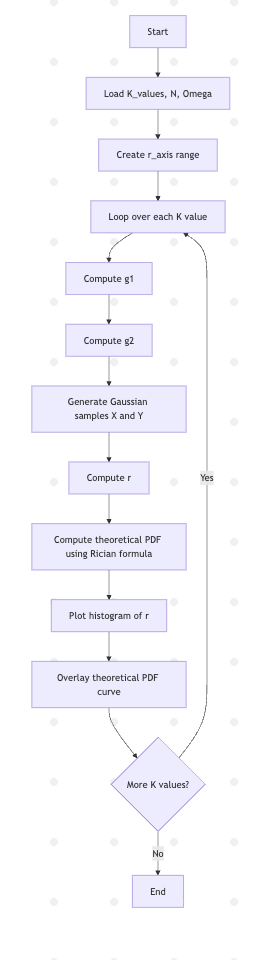 Start
Load K_values, N, Omega
Create r_axis range
Loop over each K value
Compute g1
Compute g2
Generate Gaussian
samples X and Y
Compute r
Yes
Compute theoretical PDF
using Rician formula
Plot histogram of r
Overlay theoretical PDF
curve
More K values?
No
End